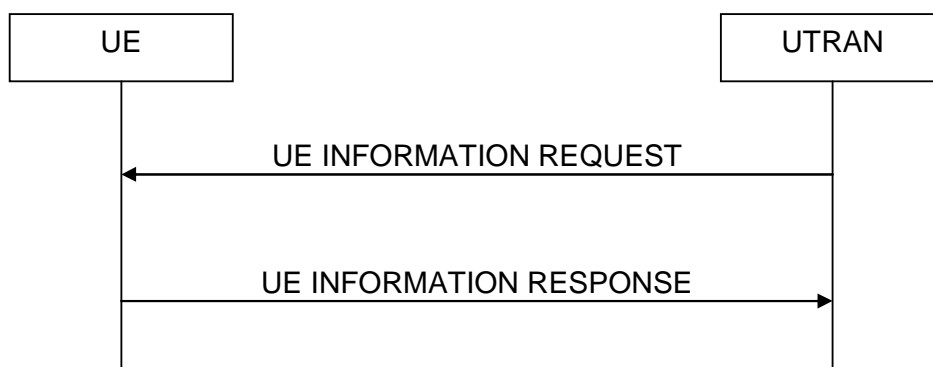 UE
UTRAN
UE INFORMATION REQUEST
UE INFORMATION RESPONSE